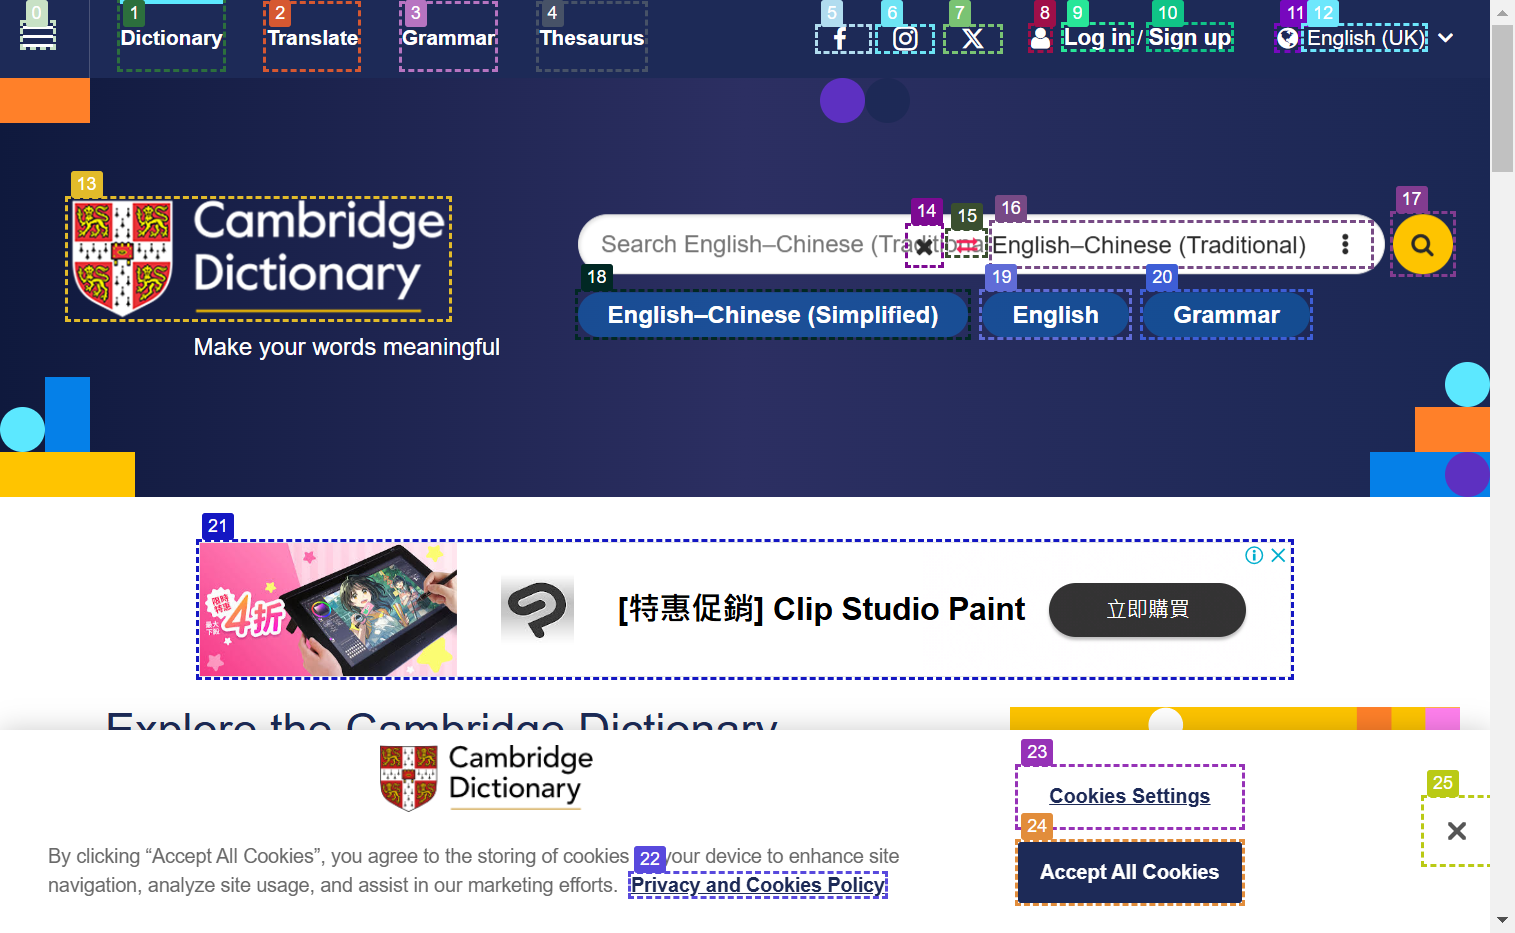 0
1
2
3
4
5
6
7
8
9
10
11
12
Dictionary
Translate
Grammar
Thesaurus
Log in / Sign up
English (UK)
13
Cambridge
Dictionary
Make your words meaningful
14
15
16
17
Search English–Chinese (Traditional)
English–Chinese (Traditional)
18
19
20
English–Chinese (Simplified)
English
Grammar
21
限時
特惠
4折
最大
下殺
[特惠促銷] Clip Studio Paint
立即購買
Explore the Cambridge Dictionary
Cambridge
Dictionary
23
Cookies Settings
24
Accept All Cookies
25
By clicking “Accept All Cookies”, you agree to the storing of cookies 22 your device to enhance site
navigation, analyze site usage, and assist in our marketing efforts. Privacy and Cookies Policy